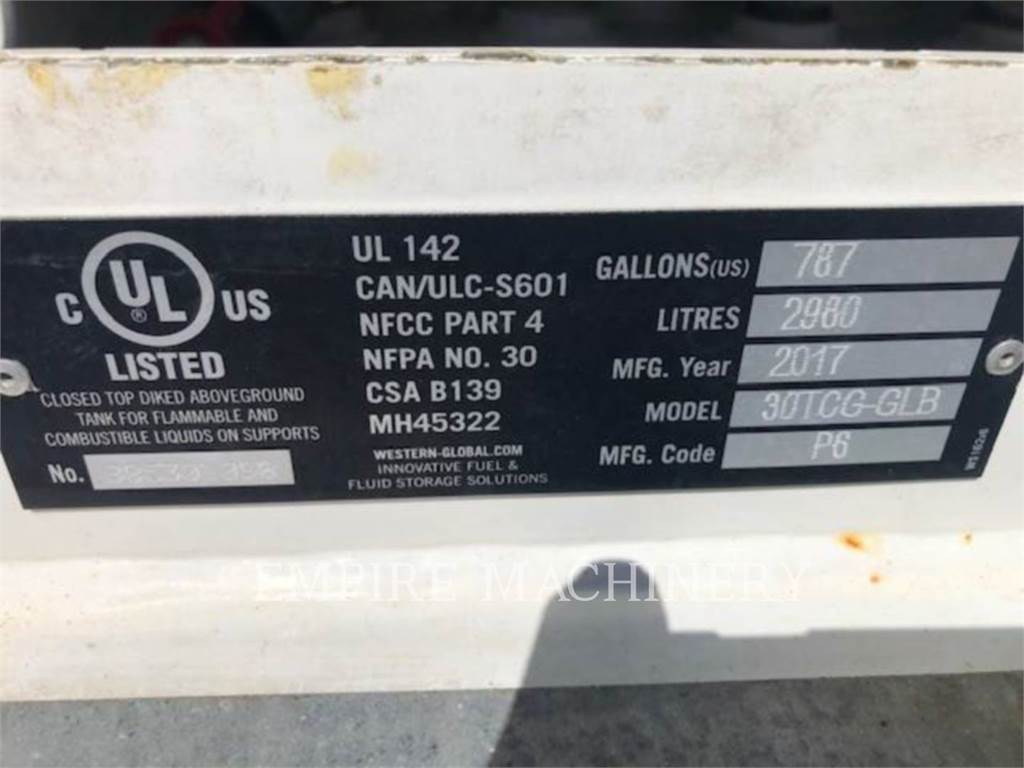 C UL US
®
LISTED
CLOSED TOP DIKED ABOVEGROUND
TANK FOR FLAMMABLE AND
COMBUSTIBLE LIQUIDS ON SUPPORTS
No.
UL 142
CAN/ULC-S601
NFCC PART 4
NFPA NO. 30
CSA B139
MH45322
WESTERN-GLOBAL.COM
INNOVATIVE FUEL &
FLUID STORAGE SOLUTIONS
GALLONS(US) 787
LITRES 2980
MFG. Year 2017
MODEL 30TCG-GLB
MFG. Code P6
EMPIRE MACHINERY